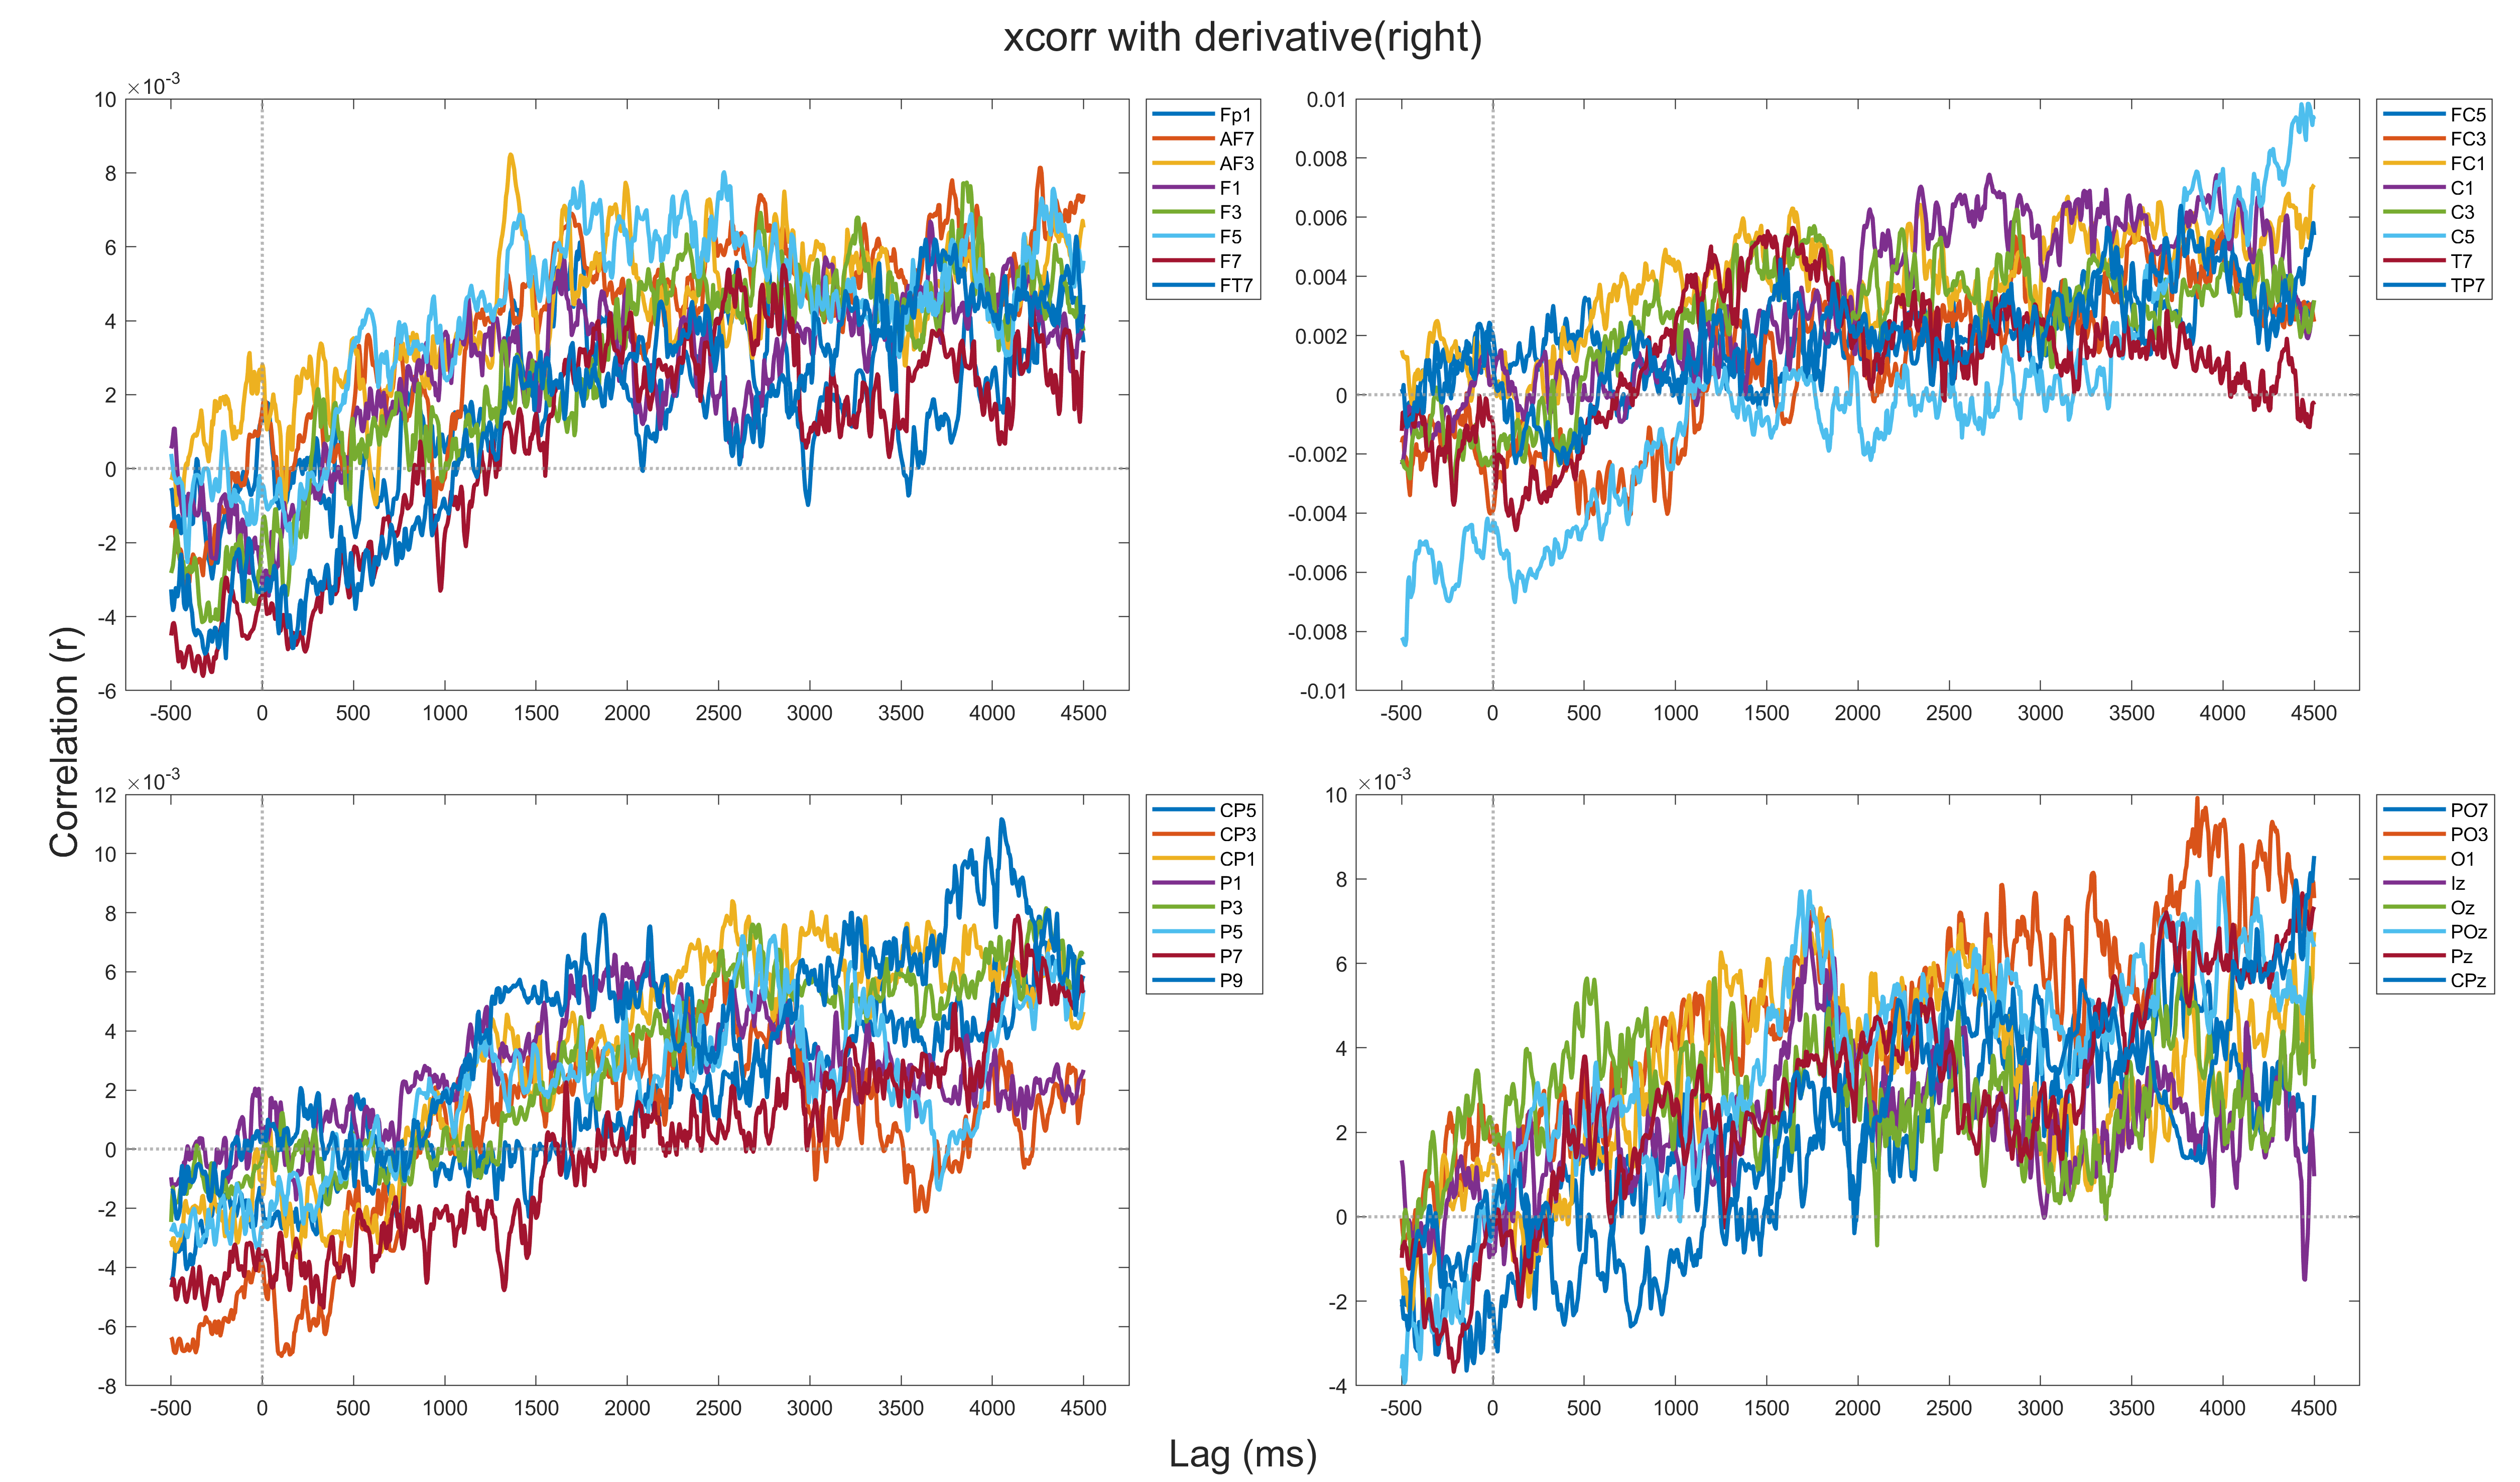 xcorr with derivative(right)
Correlation (r)
×10-3
10
8
6
4
2
0
-2
-4
-6
-500 0 500 1000 1500 2000 2500 3000 3500 4000 4500
Fp1
AF7
AF3
F1
F3
F5
F7
FT7
0.01
0.008
0.006
0.004
0.002
0
-0.002
-0.004
-0.006
-0.008
-0.01
-500 0 500 1000 1500 2000 2500 3000 3500 4000 4500
FC5
FC3
FC1
C1
C3
C5
T7
TP7
×10-3
12
10
8
6
4
2
0
-2
-4
-6
-8
-500 0 500 1000 1500 2000 2500 3000 3500 4000 4500
CP5
CP3
CP1
P1
P3
P5
P7
P9
×10-3
10
8
6
4
2
0
-2
-4
-500 0 500 1000 1500 2000 2500 3000 3500 4000 4500
PO7
PO3
O1
Iz
Oz
POz
Pz
CPz
Lag (ms)